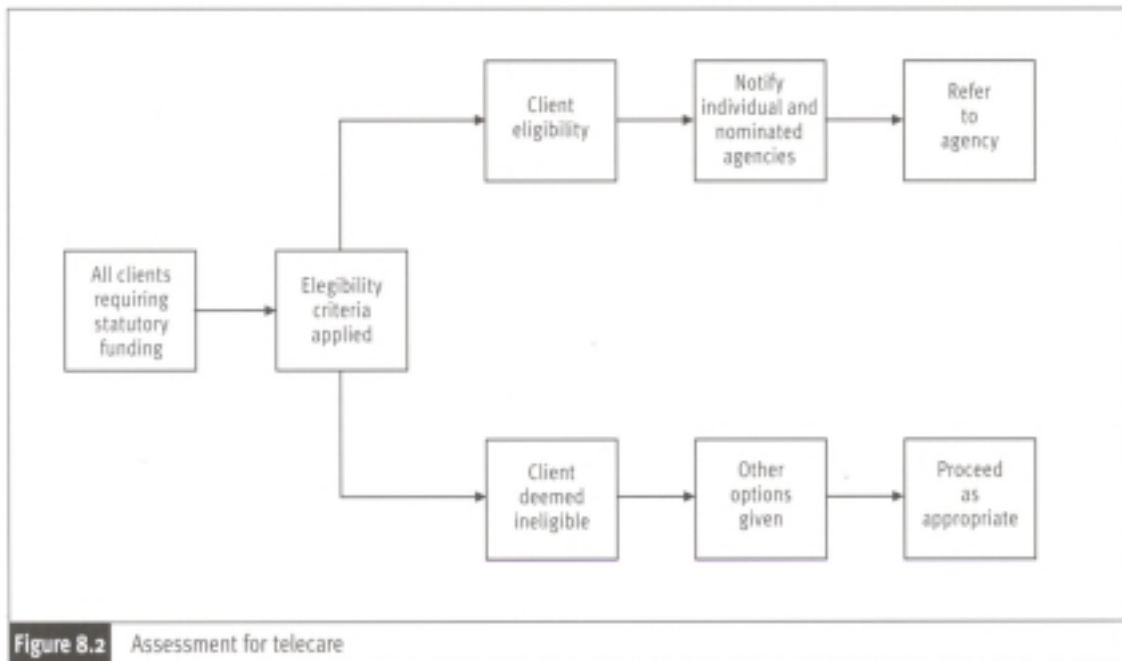 All clients
requiring
statutory
funding
Elegibility
criteria
applied
Client
eligibility
Notify
individual and
nominated
agencies
Refer
to
agency
Client
deemed
ineligible
Other
options
given
Proceed
as
appropriate
Figure 8.2 Assessment for telecare